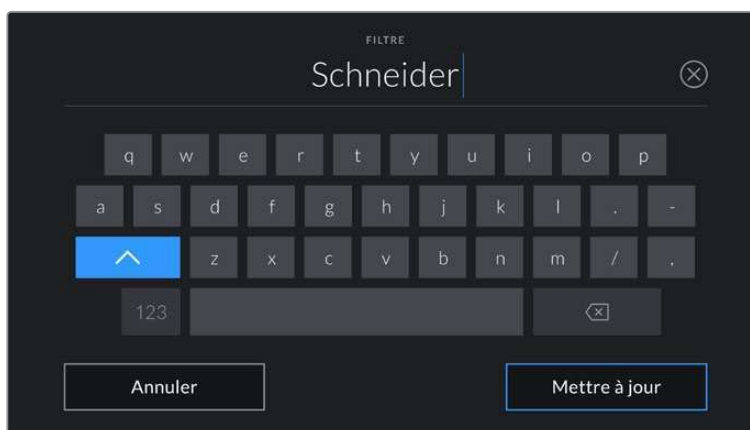 FILTRE
Schneider
q w e r t y u i o p
a s d f g h j k l . -
z x c v b n m / ,
123
Annuler Mettre à jour